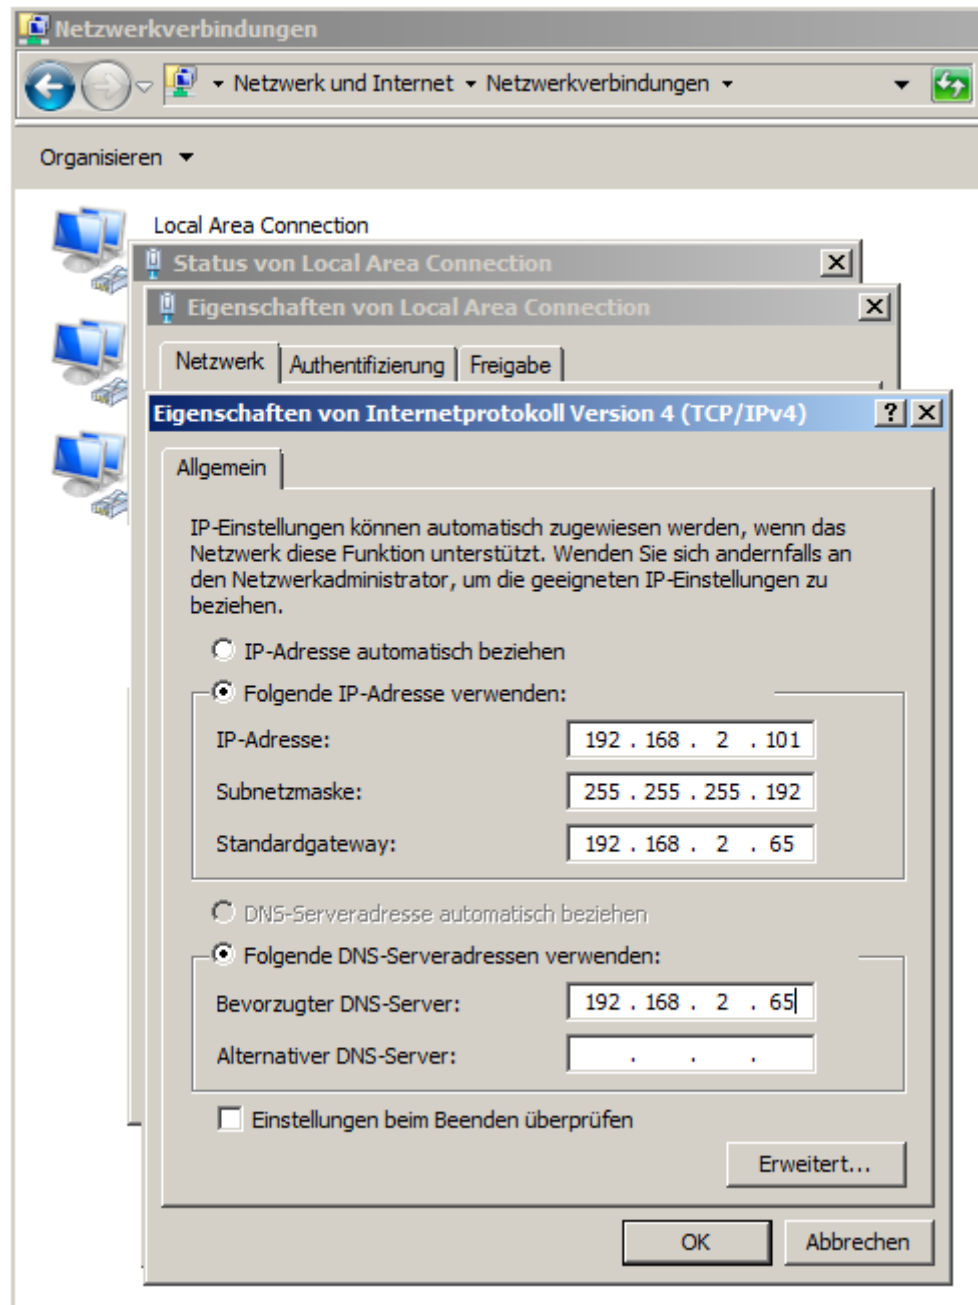 Netzwerkverbindungen
Netzwerk und Internet Netzwerkverbindungen
Organisieren
Local Area Connection
Status von Local Area Connection
Eigenschaften von Local Area Connection
Netzwerk Authentifizierung Freigabe
Eigenschaften von Internetprotokoll Version 4 (TCP/IPv4)
Allgemein
IP-Einstellungen können automatisch zugewiesen werden, wenn das
Netzwerk diese Funktion unterstützt. Wenden Sie sich andernfalls an
den Netzwerkadministrator, um die geeigneten IP-Einstellungen zu
beziehen.
IP-Adresse automatisch beziehen
Folgende IP-Adresse verwenden:
IP-Adresse: 192 . 168 . 2 . 101
Subnetzmaske: 255 . 255 . 255 . 192
Standardgateway: 192 . 168 . 2 . 65
DNS-Serveradresse automatisch beziehen
Folgende DNS-Serveradressen verwenden:
Bevorzugter DNS-Server: 192 . 168 . 2 . 65
Alternativer DNS-Server: . . .
Einstellungen beim Beenden überprüfen
Erweitert...
OK Abbrechen